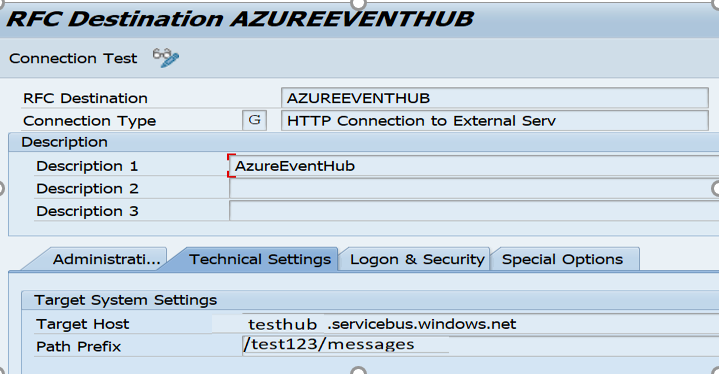 RFC Destination AZUREEVENTHUB
Connection Test
RFC Destination AZUREEVENTHUB
Connection Type G HTTP Connection to External Serv
Description
Description 1 AzureEventHub
Description 2
Description 3
Administrati... Technical Settings Logon & Security Special Options
Target System Settings
Target Host testhub .servicebus.windows.net
Path Prefix /test123/messages